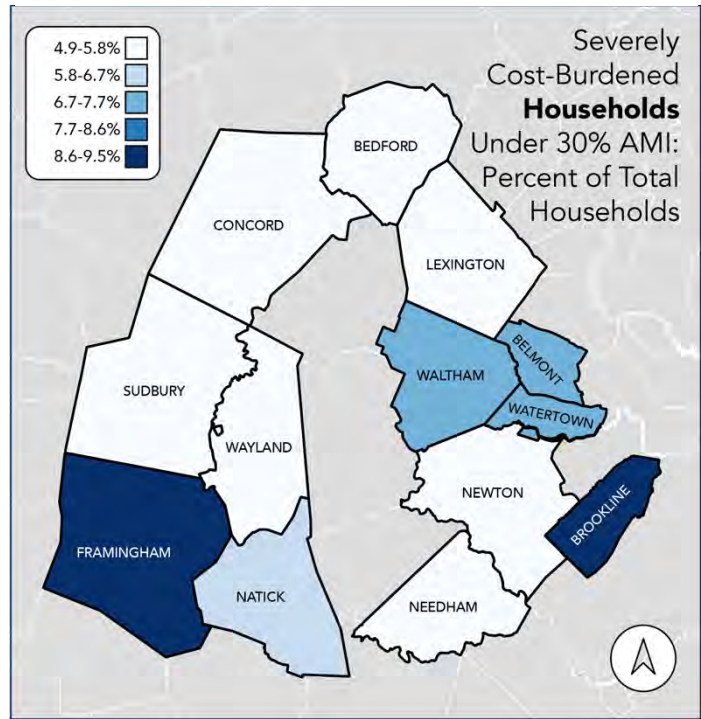 4.9-5.8%
5.8-6.7%
6.7-7.7%
7.7-8.6%
8.6-9.5%
Severely
Cost-Burdened
Households
Under 30% AMI:
Percent of Total
Households
BEDFORD
CONCORD
LEXINGTON
BELMONT
WALTHAM
SUDBURY
WATERTOWN
WAYLAND
NEWTON
BROOKLINE
FRAMINGHAM
NATICK
NEEDHAM